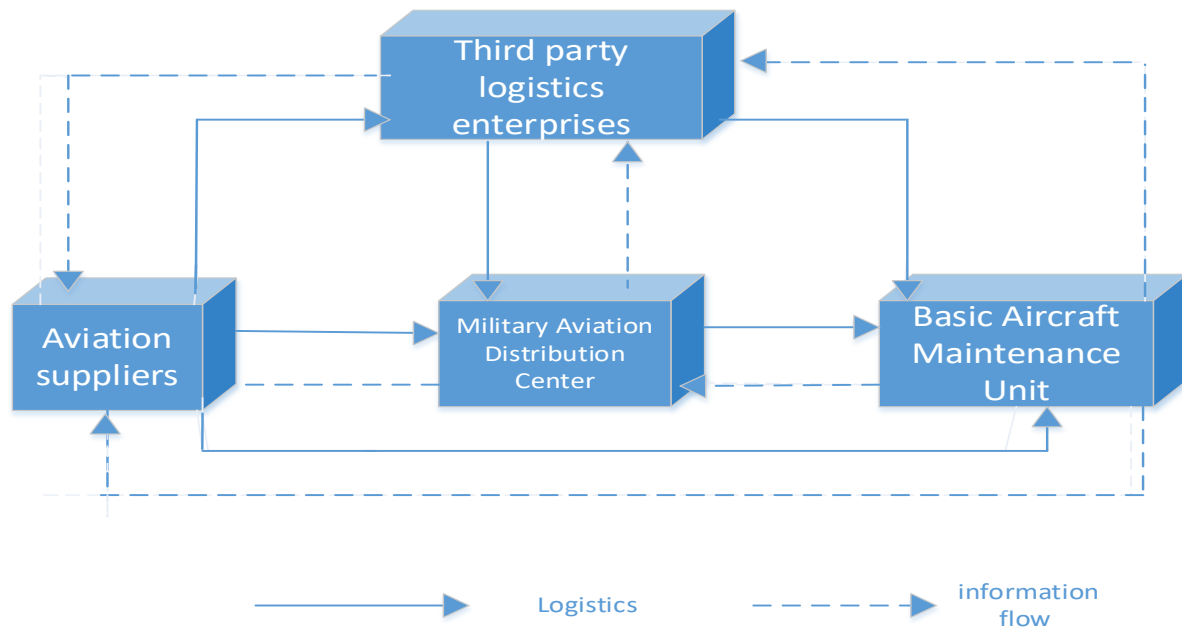 Third party
logistics
enterprises
Aviation
suppliers
Military Aviation
Distribution
Center
Basic Aircraft
Maintenance
Unit
Logistics
information
flow